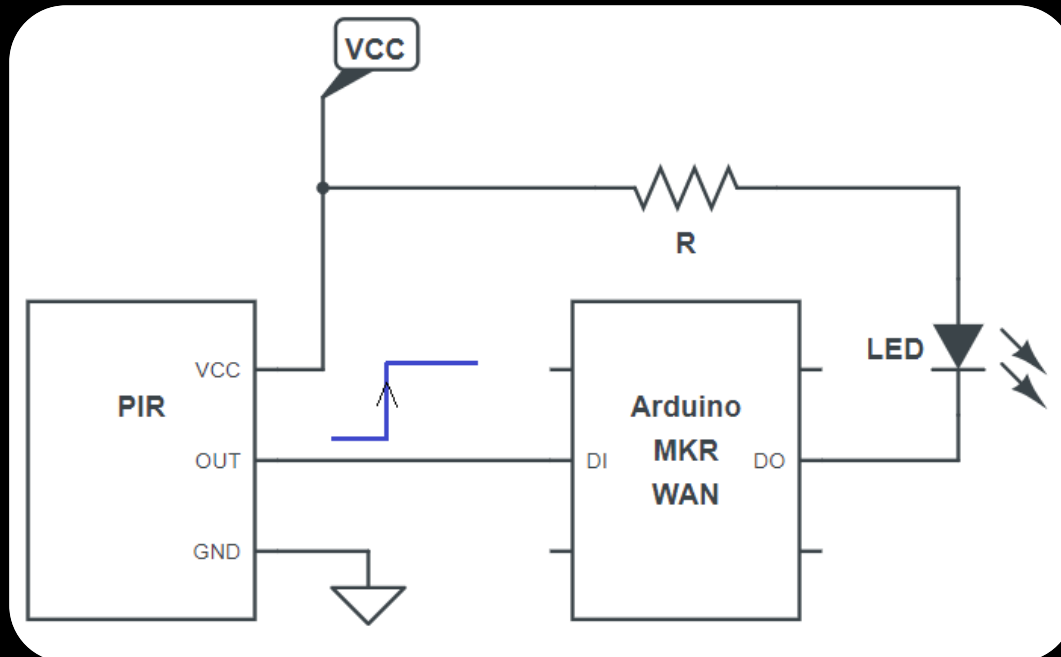 VCC
R
LED
VCC
PIR
OUT
GND
Arduino
MKR
WAN
DI
DO